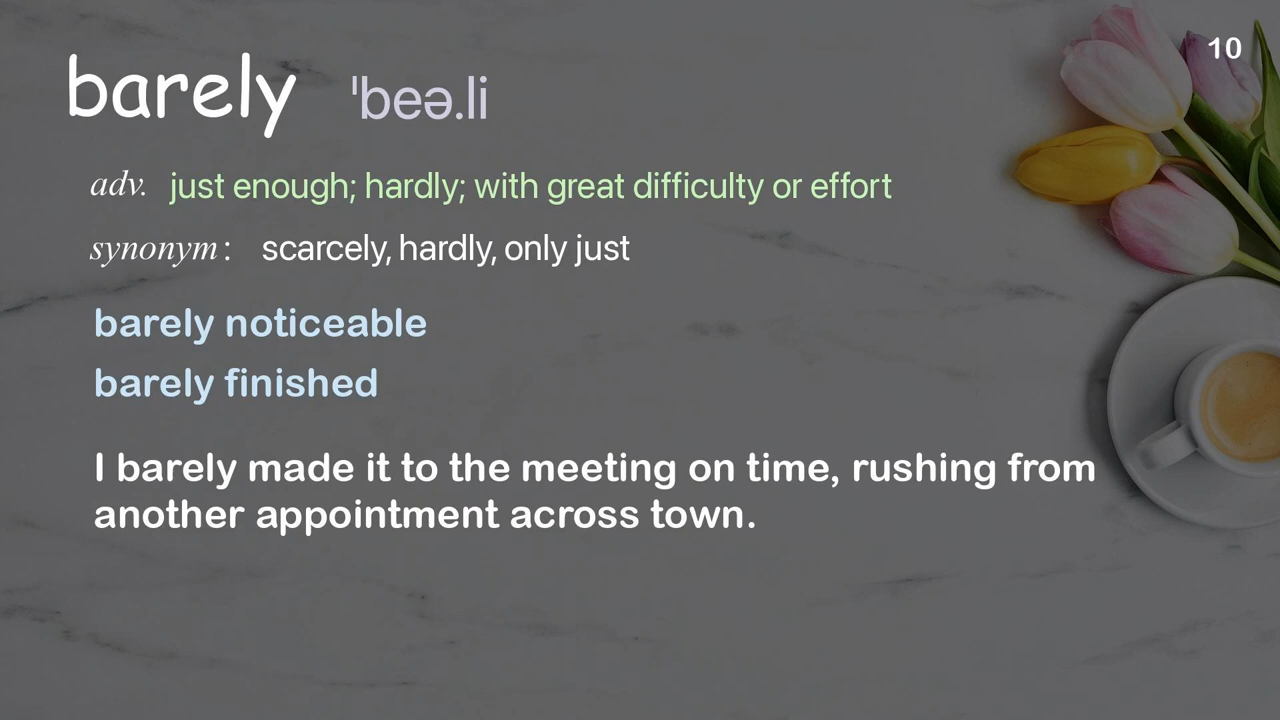 10
barely ˈbeə.li
adv. just enough; hardly; with great difficulty or effort
synonym: scarcely, hardly, only just
barely noticeable
barely finished
I barely made it to the meeting on time, rushing from
another appointment across town.